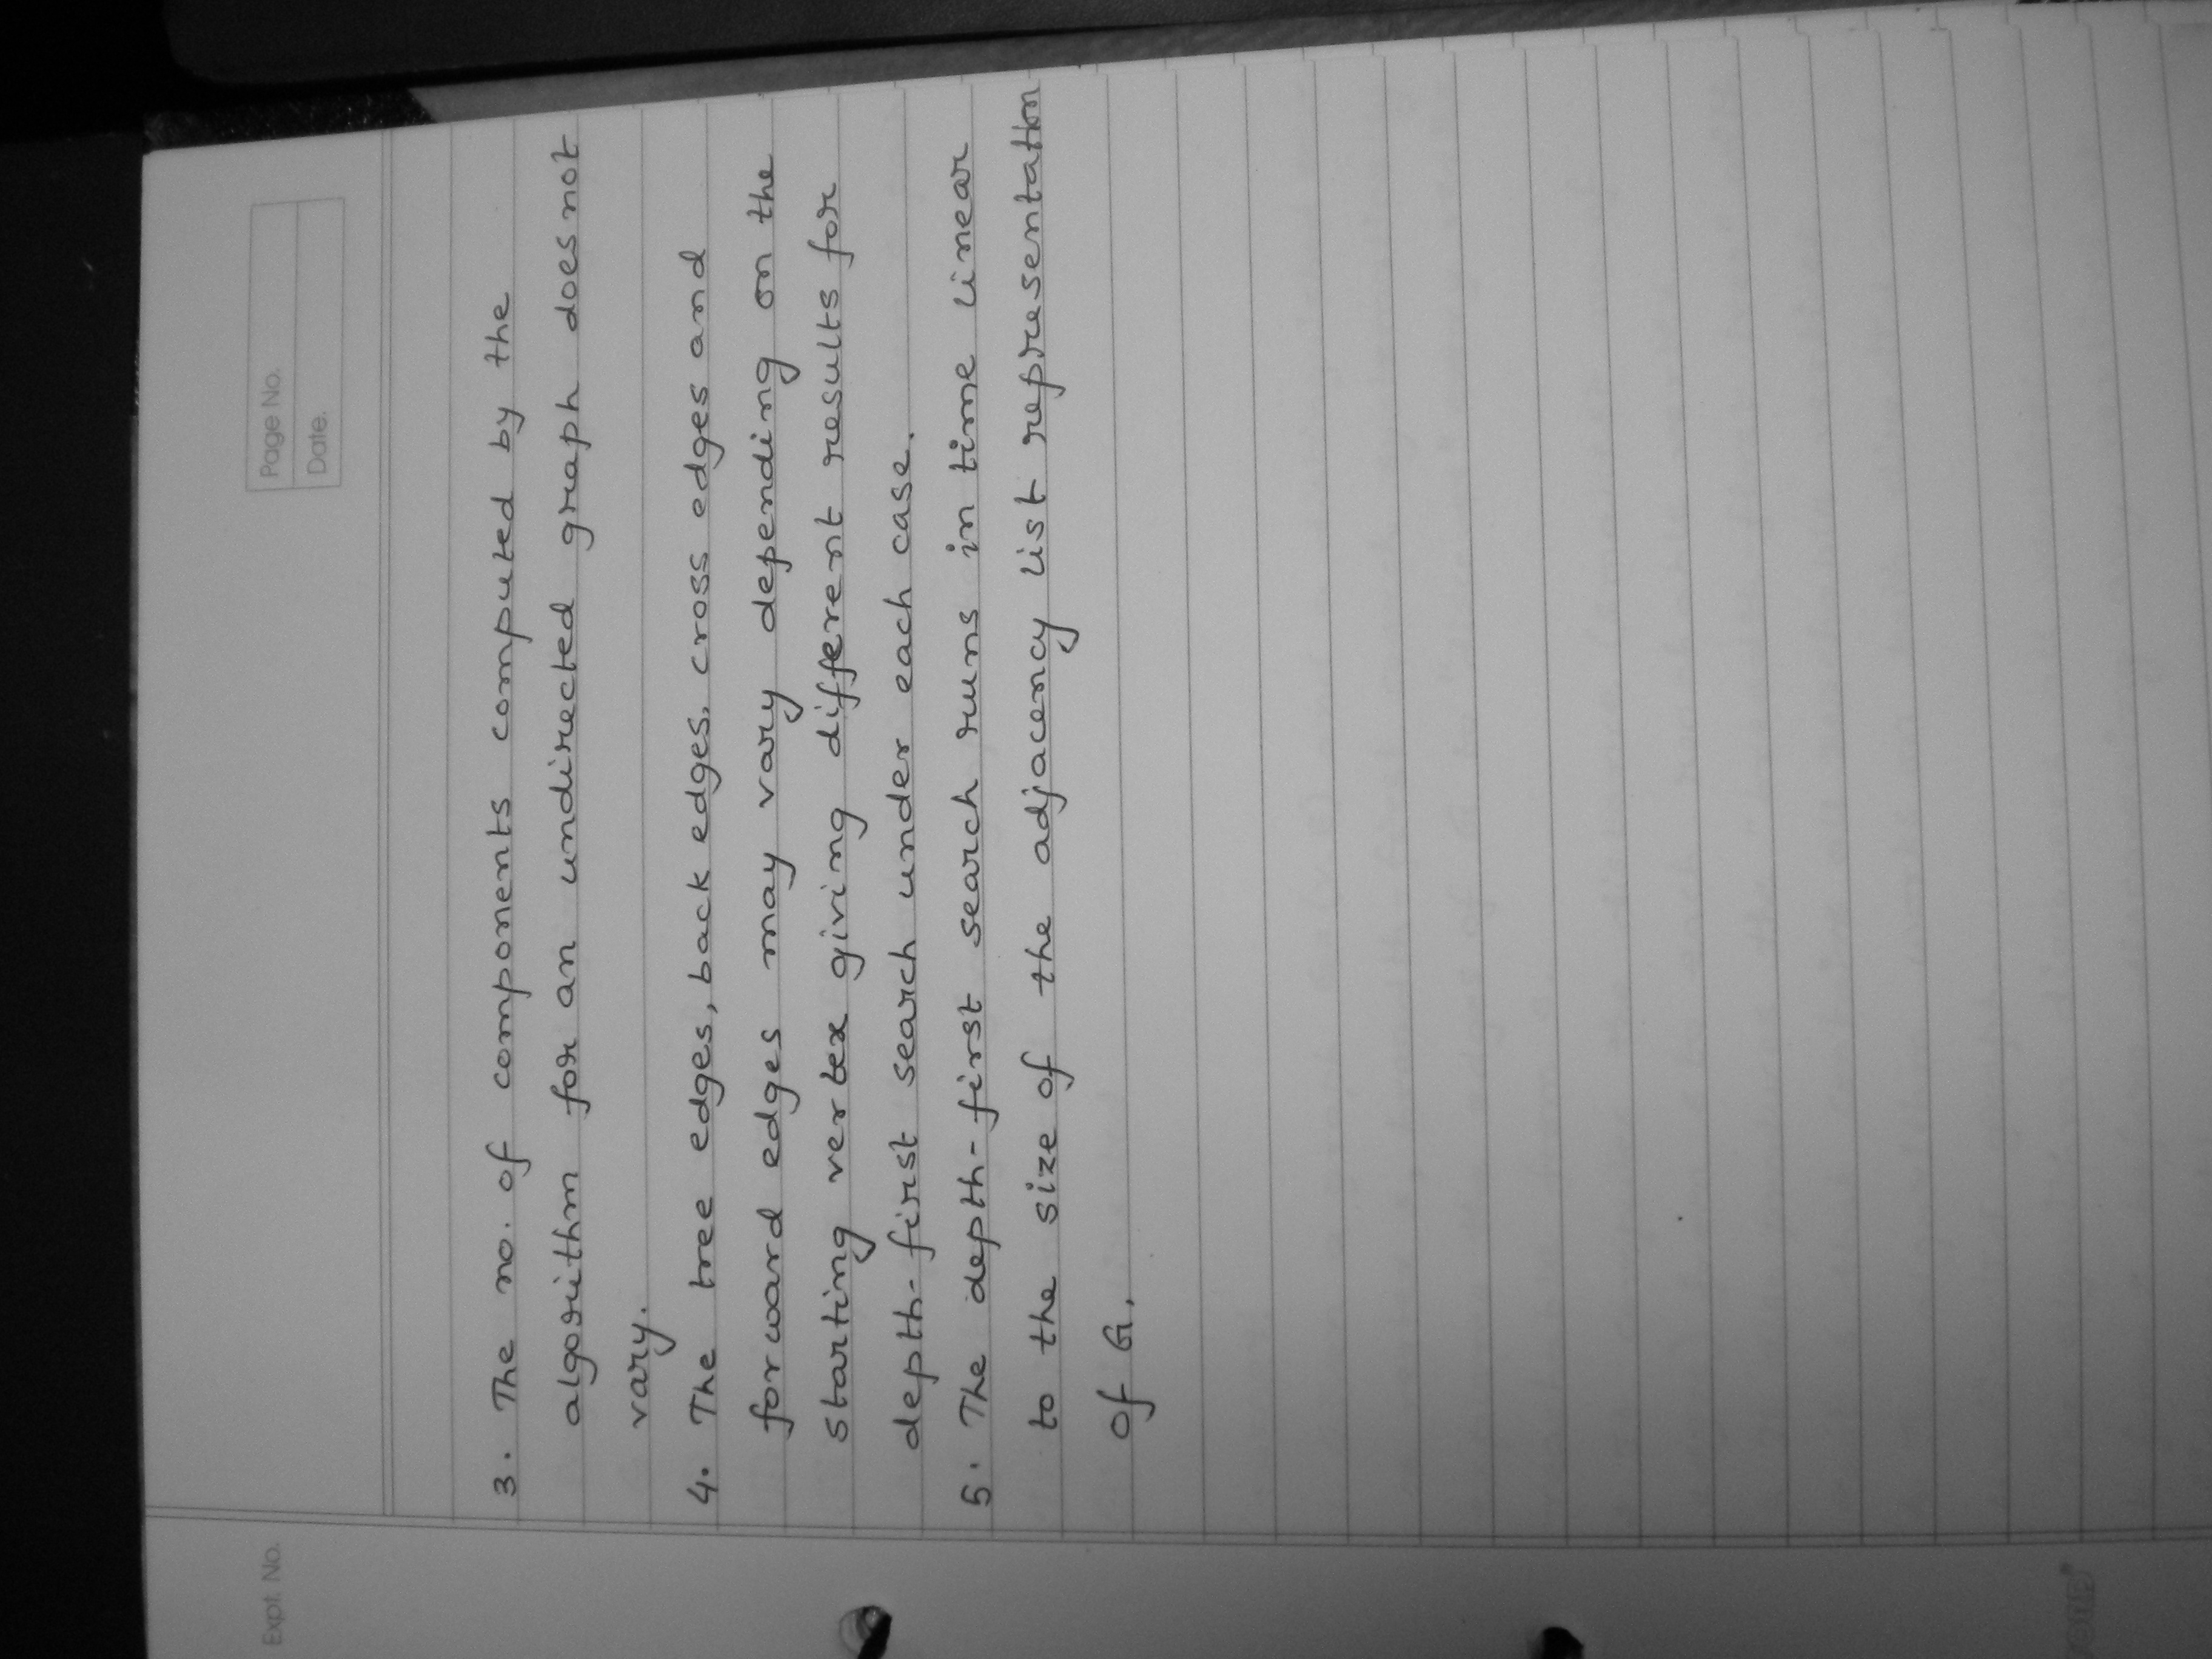 Expt. No.
Page No.
Date.
3. The no. of components computed by the
algorithm for an undirected graph does not
vary.
4. The tree edges, back edges, cross edges and
forward edges may vary depending on the
starting vertex giving different results for
depth-first search under each case.
5. The depth-first search runs in time linear
to the size of the adjacency list representation
of G.